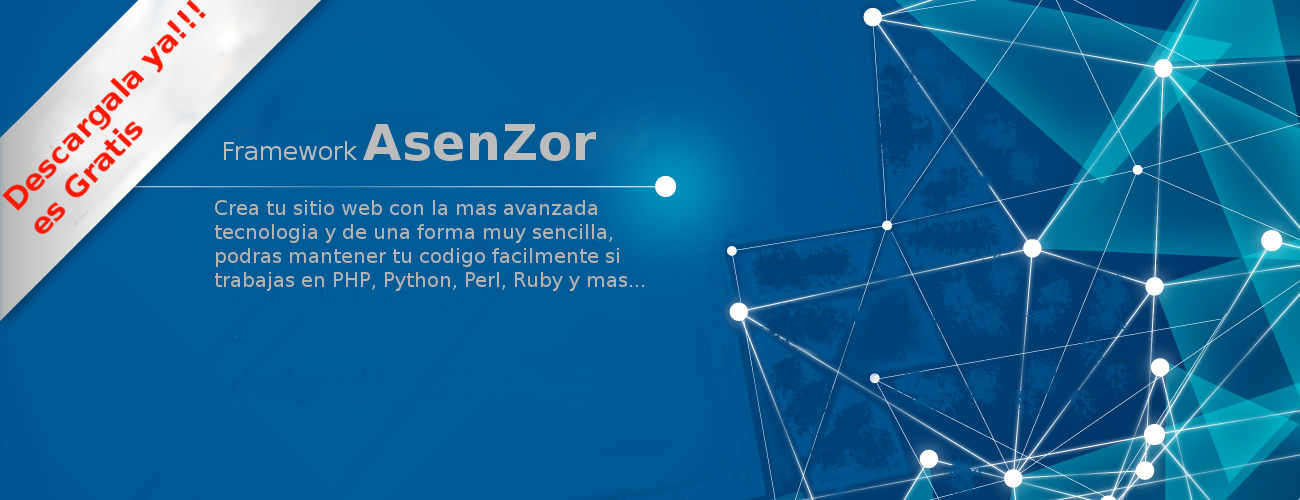 Descargala ya!!!
es Gratis
Framework AsenZor
Crea tu sitio web con la mas avanzada
tecnologia y de una forma muy sencilla,
podras mantener tu codigo facilmente si
trabajas en PHP, Python, Perl, Ruby y mas...